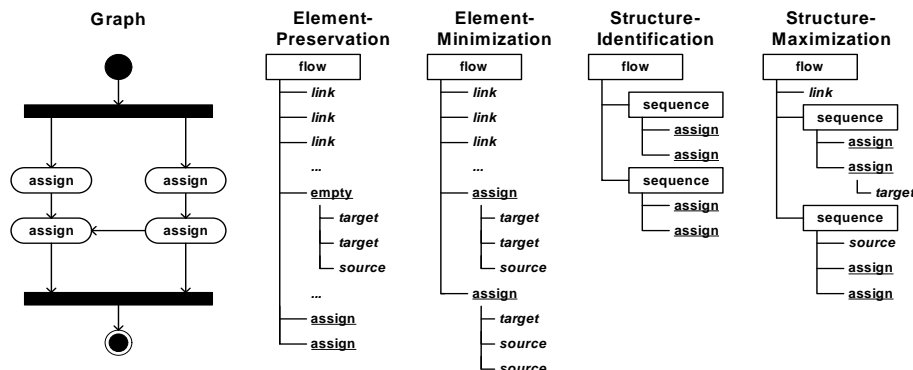 Graph
assign
assign
assign
assign
Element-
Preservation
flow
link
link
link
...
empty
target
target
source
...
assign
assign
Element-
Minimization
flow
link
link
link
...
assign
target
target
source
assign
target
source
source
Structure-
Identification
flow
sequence
assign
assign
sequence
assign
assign
Structure-
Maximization
flow
link
sequence
assign
assign
target
sequence
source
assign
assign